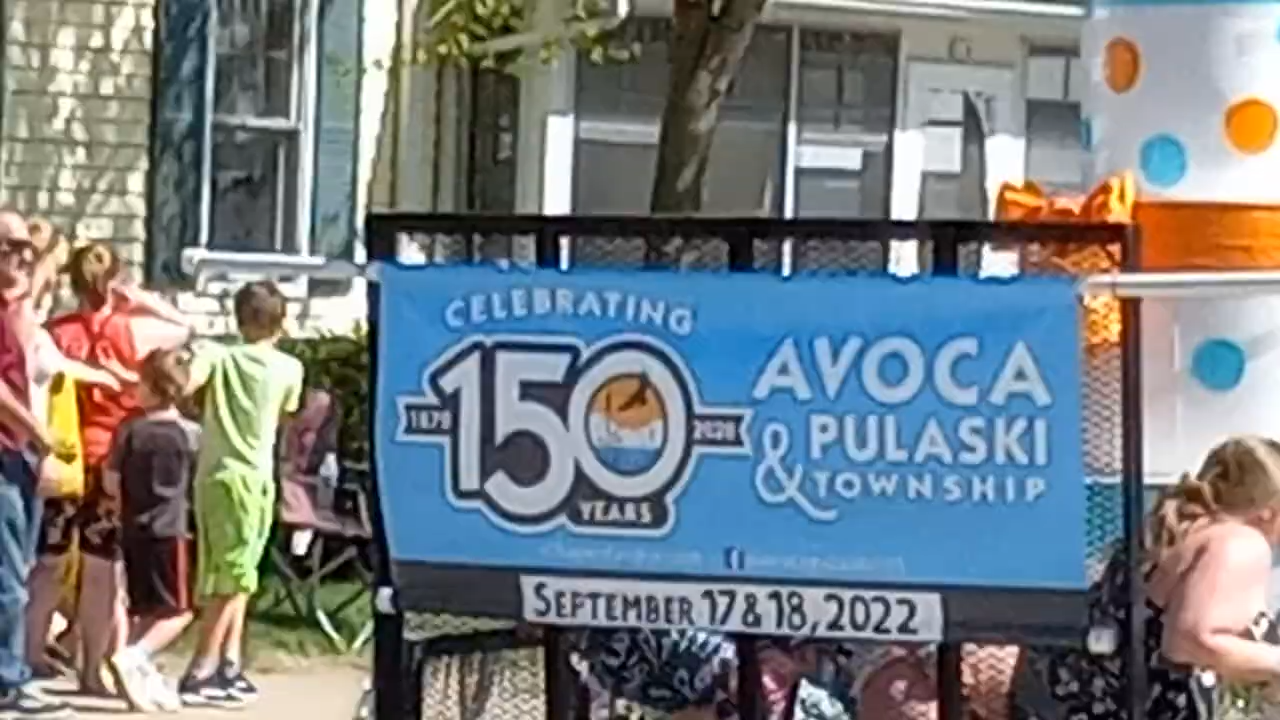 CELEBRATING
150
1870
2020
YEARS
AVOCA
& PULASKI
TOWNSHIP
SEPTEMBER 17 & 18, 2022